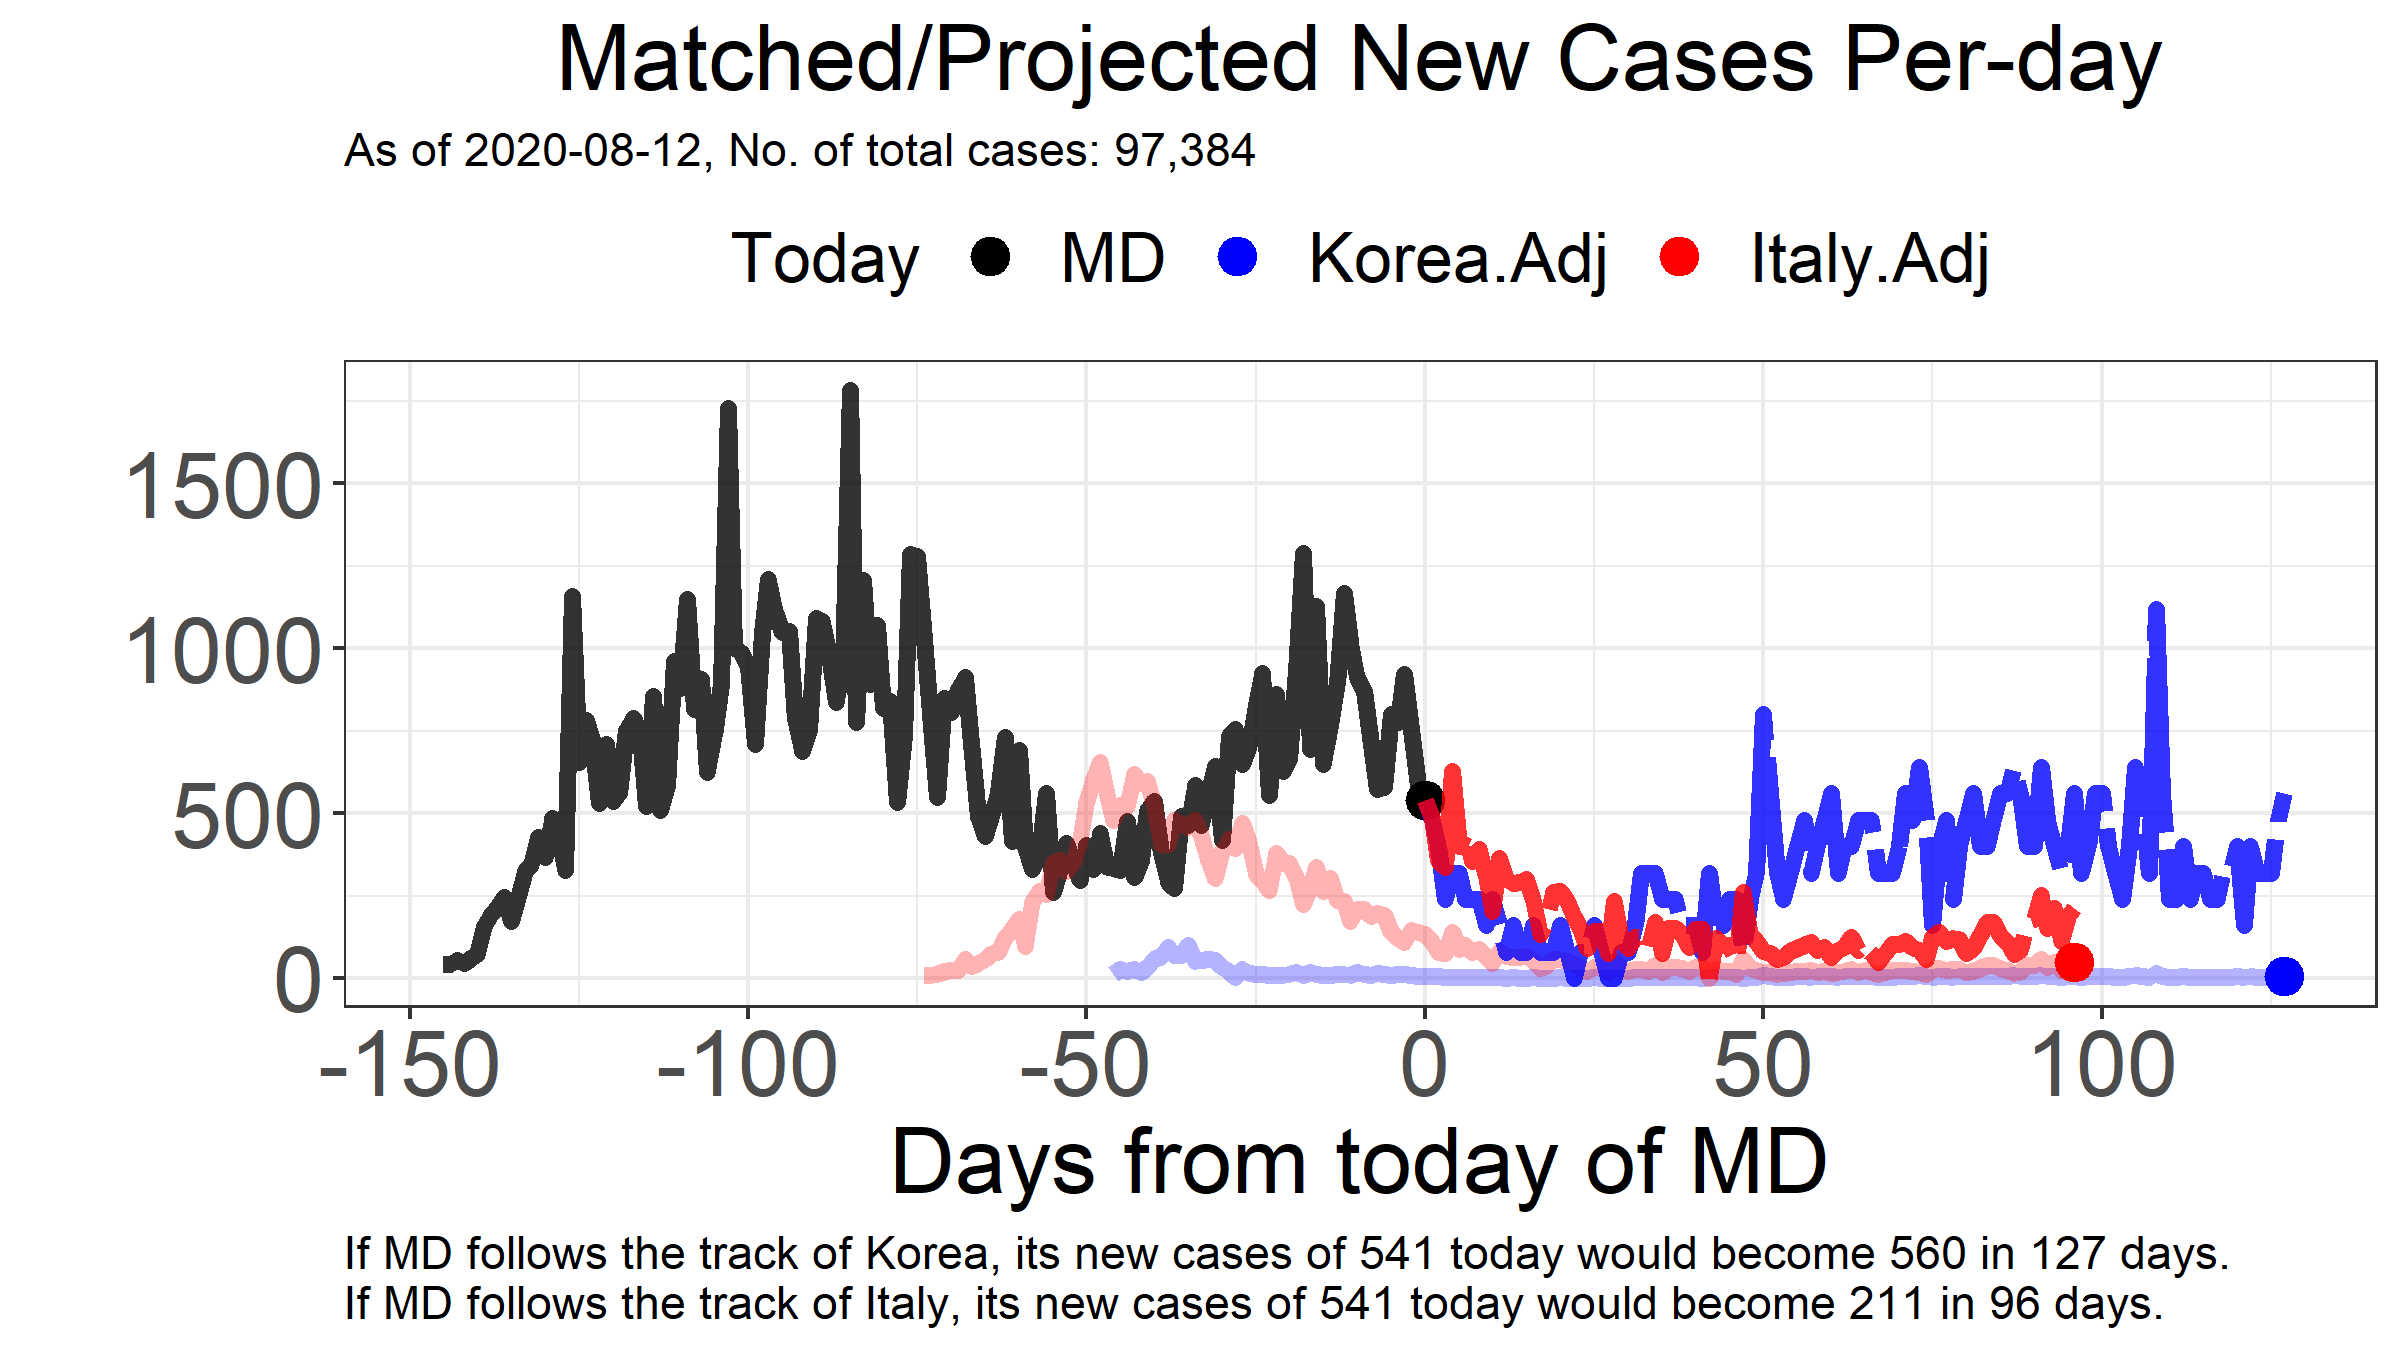 Matched/Projected New Cases Per-day
As of 2020-08-12, No. of total cases: 97,384
Today MD Korea.Adj Italy.Adj
1500
1000
500
0
-150 -100 -50 0 50 100
Days from today of MD
If MD follows the track of Korea, its new cases of 541 today would become 560 in 127 days.
If MD follows the track of Italy, its new cases of 541 today would become 211 in 96 days.